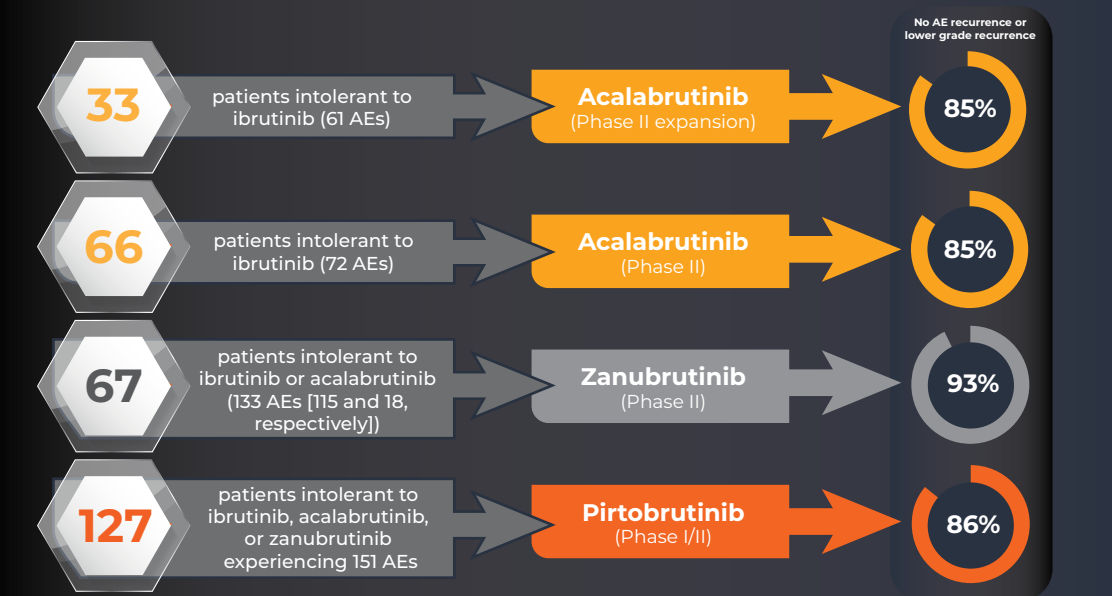 No AE recurrence or
lower grade recurrence
33
patients intolerant to
ibrutinib (61 AEs)
Acalabrutinib
(Phase II expansion)
85%
66
patients intolerant to
ibrutinib (72 AEs)
Acalabrutinib
(Phase II)
85%
67
patients intolerant to
ibrutinib or acalabrutinib
(133 AEs [115 and 18,
respectively])
Zanubrutinib
(Phase II)
93%
127
patients intolerant to
ibrutinib, acalabrutinib,
or zanubrutinib
experiencing 151 AEs
Pirtobrutinib
(Phase I/II)
86%